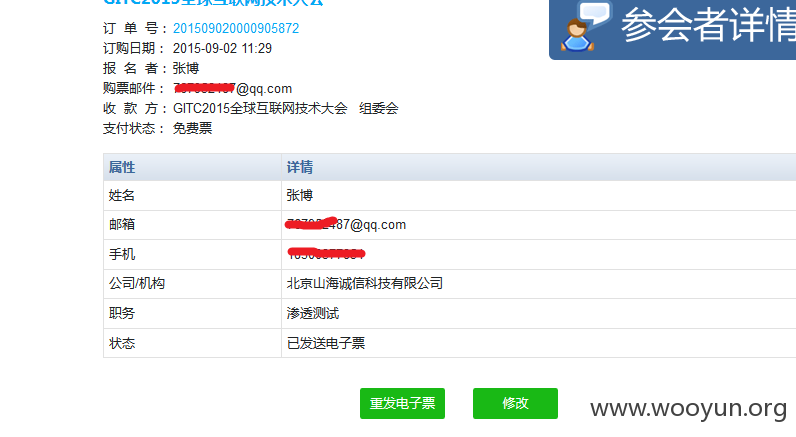 GITC2015全球互联网技术大会
参会者详情
订 单 号：201509020000905872
订购日期： 2015-09-02 11:29
报 名 者：张博
购票邮件： @qq.com
收 款 方：GITC2015全球互联网技术大会 组委会
支付状态： 免费票
属性 详情
姓名 张博
邮箱 87@qq.com
手机
公司/机构 北京山海诚信科技有限公司
职务 渗透测试
状态 已发送电子票
重发电子票 修改
www.wooyun.org